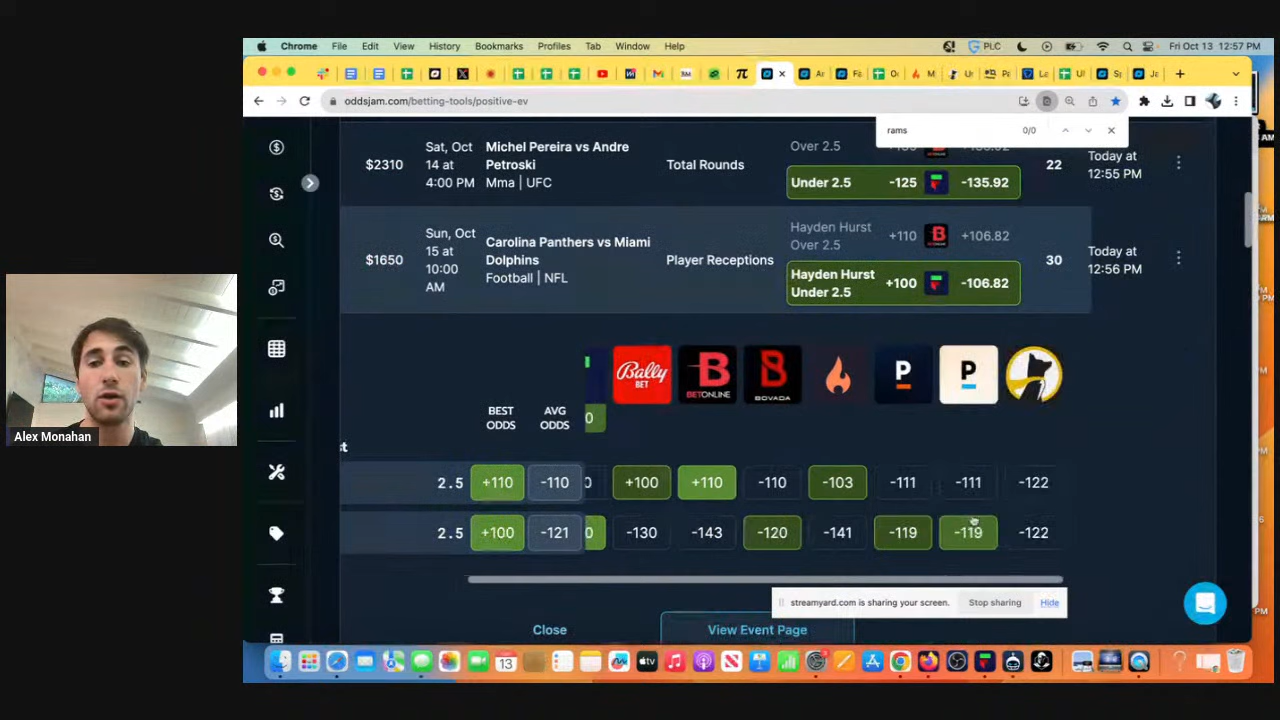 Chrome File Edit View History Bookmarks Profiles Tab Window Help PLC Fri Oct 13 12:57 PM
oddsjam.com/betting-tools/positive-ev
rams 0/0
$2310
Sat, Oct
14 at
4:00 PM
Michel Pereira vs Andre
Petroski
Mma | UFC
Total Rounds
Over 2.5
Under 2.5 -125 -135.92
22
Today at
12:55 PM
$1650
Sun, Oct
15 at
10:00
AM
Carolina Panthers vs Miami
Dolphins
Football | NFL
Player Receptions
Hayden Hurst
Over 2.5
+110 +106.82
Hayden Hurst
Under 2.5
+100 -106.82
30
Today at
12:56 PM
Bally
BET
B
BETONLINE
B
BOVADA
P
P
BEST
ODDS
AVG
ODDS
0
st
2.5 +110 -110 0 +100 +110 -110 -103 -111 -111 -122
2.5 +100 -121 0 -130 -143 -120 -141 -119 -119 -122
streamyard.com is sharing your screen. Stop sharing Hide
Close View Event Page
Alex Monahan